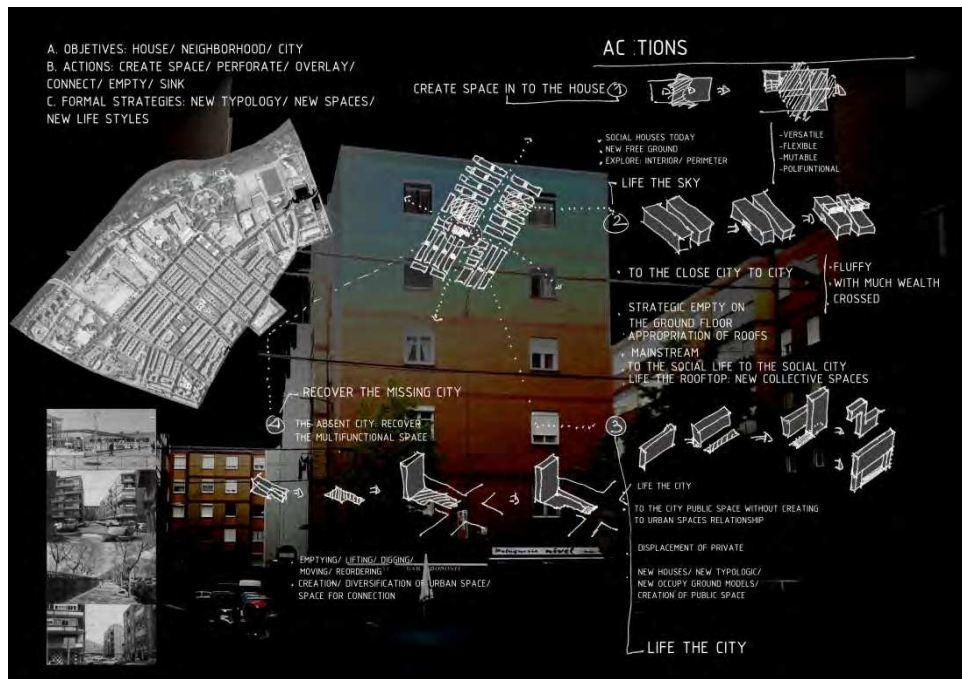 A. OBJETIVES: HOUSE/ NEIGHBORHOOD/ CITY
B. ACTIONS: CREATE SPACE/ PERFORATE/ OVERLAY/
CONNECT/ EMPTY/ SINK
C. FORMAL STRATEGIES: NEW TYPOLOGY/ NEW SPACES/
NEW LIFE STYLES
ACTIONS
CREATE SPACE IN TO THE HOUSE 1
SOCIAL HOUSES TODAY
NEW FREE GROUND
EXPLORE: INTERIOR/ PERIMETER
-VERSATILE
-FLEXIBLE
-MUTABLE
-POLIFUNTIONAL
LIFE THE SKY
2
TO THE CLOSE CITY TO CITY
FLUFFY
WITH MUCH WEALTH
CROSSED
STRATEGIC EMPTY ON
THE GROUND FLOOR
APPROPRIATION OF ROOFS
MAINSTREAM
TO THE SOCIAL LIFE TO THE SOCIAL CITY
LIFE THE ROOFTOP: NEW COLLECTIVE SPACES
RECOVER THE MISSING CITY
4
THE ABSENT CITY: RECOVER
THE MULTIFUNCTIONAL SPACE
3
LIFE THE CITY
TO THE CITY PUBLIC SPACE WITHOUT CREATING
TO URBAN SPACES RELATIONSHIP
DISPLACEMENT OF PRIVATE
NEW HOUSES/ NEW TYPOLOGIC/
NEW OCCUPY GROUND MODELS/
CREATION OF PUBLIC SPACE
EMPTYING/ LIFTING/ DIGGING/
MOVING/ REORDERING
CREATION/ DIVERSIFICATION OF URBAN SPACE/
SPACE FOR CONNECTION
LIFE THE CITY